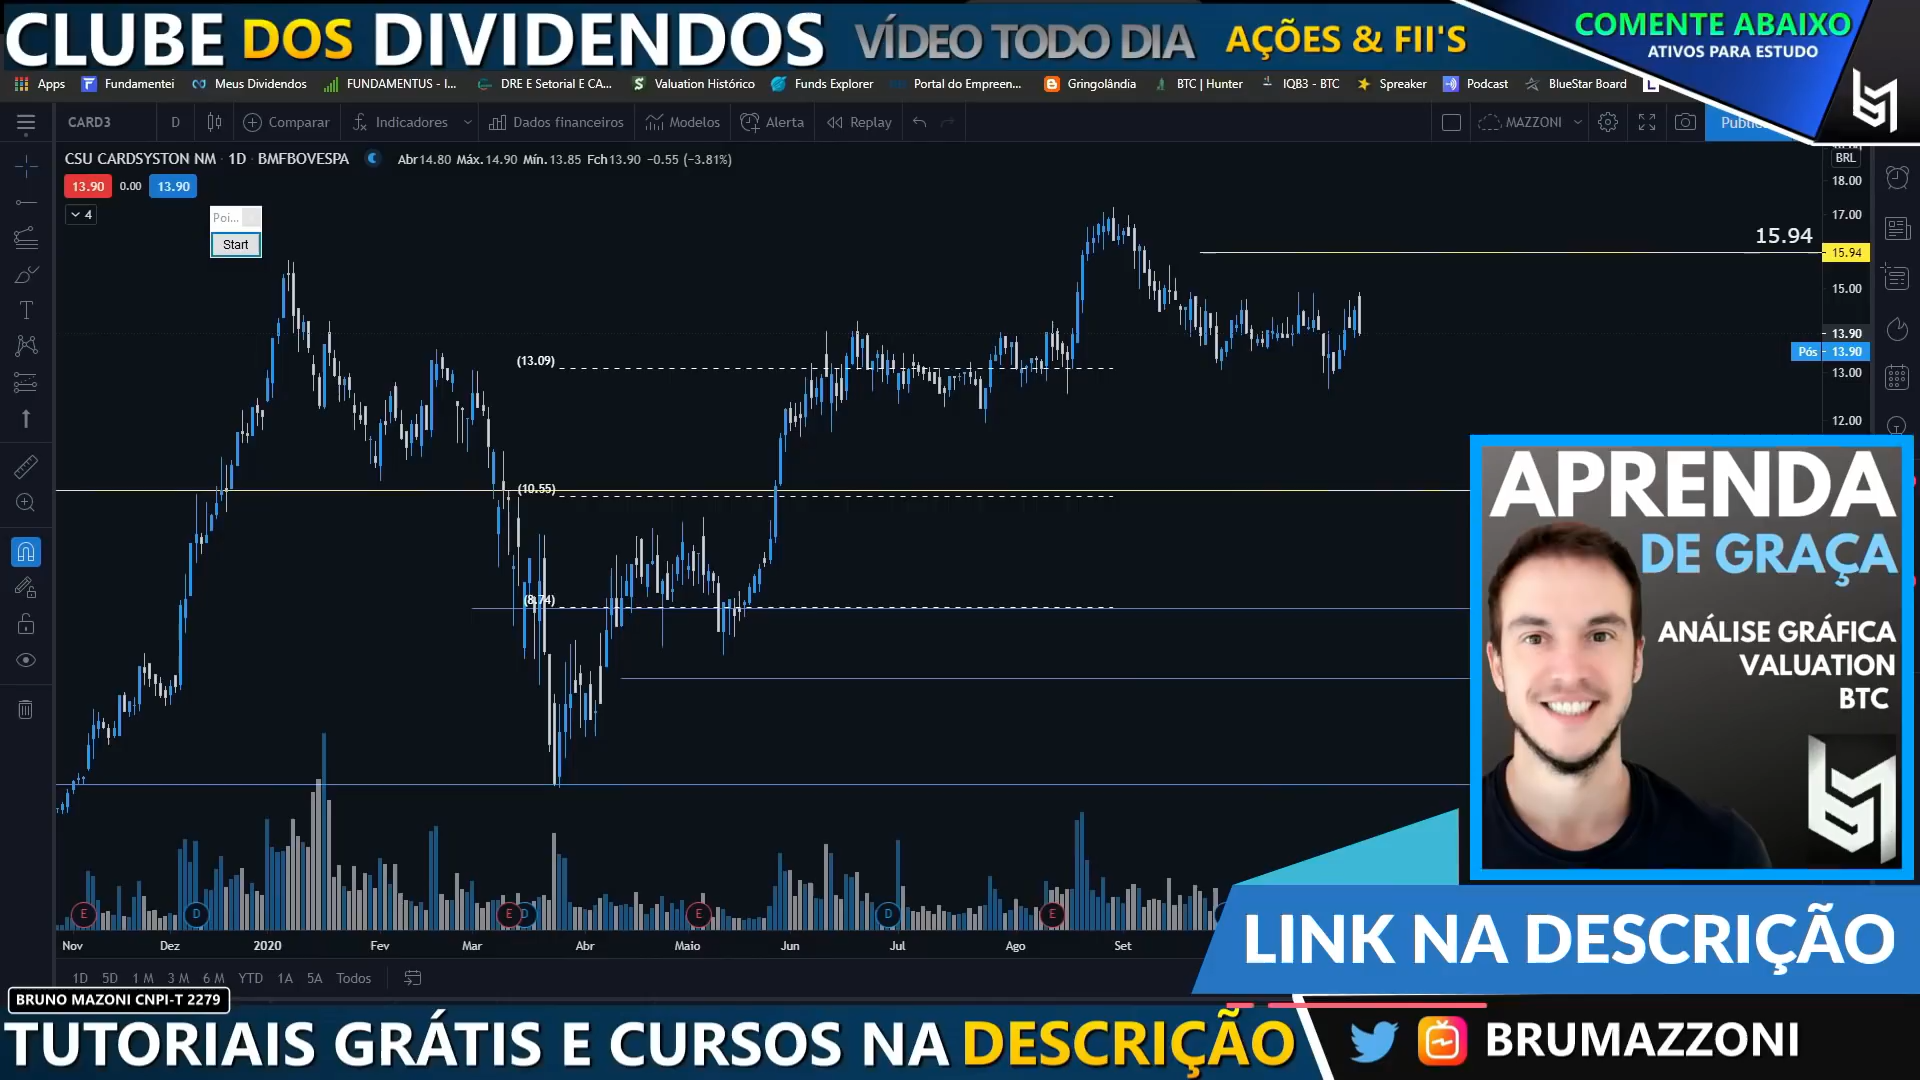 CLUBE DOS DIVIDENDOS VÍDEO TODO DIA AÇÕES & FII'S
COMENTE ABAIXO
ATIVOS PARA ESTUDO
Apps Fundamentei Meus Dividendos FUNDAMENTUS - I... DRE E Setorial E CA... Valuation Histórico Funds Explorer Portal do Empreen... Gringolândia BTC | Hunter IQB3 - BTC Spreaker Podcast BlueStar Board
CARD3 D Comparar Indicadores Dados financeiros Modelos Alerta Replay MAZZONI
CSU CARDSYSTON NM · 1D · BMFBOVESPA Abr14.80 Máx.14.90 Mín.13.85 Fch13.90 −0.55 (−3.81%)
BRL
13.90 0.00 13.90
18.00
4
Poi...
Start
17.00
15.94
15.94
15.00
13.90
Pós 13.90
(13.09)
13.00
12.00
(10.55)
(8.74)
APRENDA
DE GRAÇA
ANÁLISE GRÁFICA
VALUATION
BTC
E D E D E D E
Nov Dez 2020 Fev Mar Abr Maio Jun Jul Ago Set
LINK NA DESCRIÇÃO
1D 5D 1 M 3 M 6 M YTD 1A 5A Todos
BRUNO MAZONI CNPI-T 2279
TUTORIAIS GRÁTIS E CURSOS NA DESCRIÇÃO
BRUMAZZONI